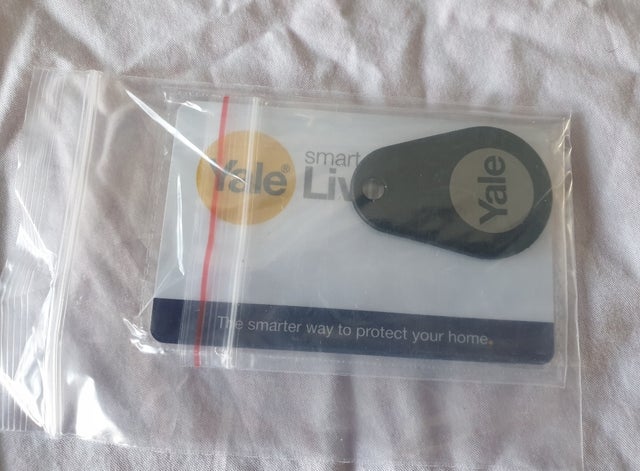 Yale®
smart
Liv
Yale
The smarter way to protect your home.